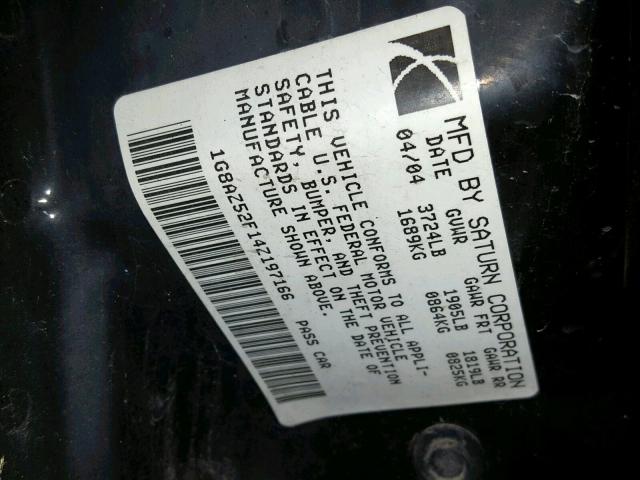 MFD BY SATURN CORPORATION
DATE GVWR GAWR FRT GAWR RR
04/04 3724LB 1905LB 1819LB
1689KG 0864KG 0825KG
THIS VEHICLE CONFORMS TO ALL APPLI-
CABLE U.S. FEDERAL MOTOR VEHICLE
SAFETY, BUMPER, AND THEFT PREVENTION
STANDARDS IN EFFECT ON THE DATE OF
MANUFACTURE SHOWN ABOVE.
1G8AZ52F14Z197166 PASS CAR